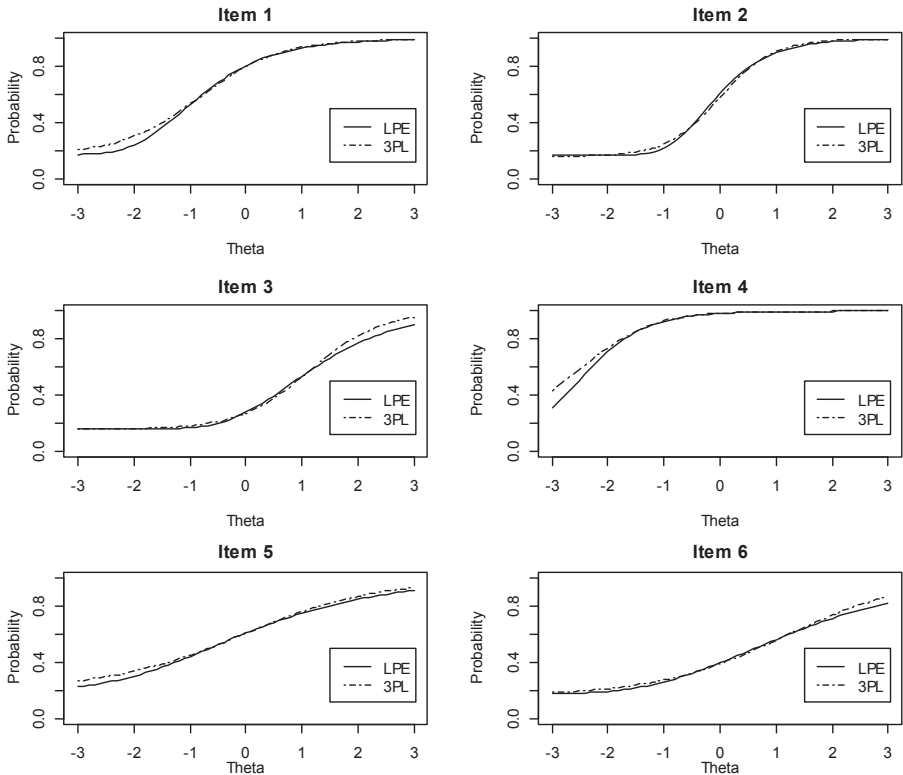 Item 1
Probability
0.0 0.4 0.8
LPE
3PL
-3 -2 -1 0 1 2 3
Theta
Item 2
Probability
0.0 0.4 0.8
LPE
3PL
-3 -2 -1 0 1 2 3
Theta
Item 3
Probability
0.0 0.4 0.8
LPE
3PL
-3 -2 -1 0 1 2 3
Theta
Item 4
Probability
0.0 0.4 0.8
LPE
3PL
-3 -2 -1 0 1 2 3
Theta
Item 5
Probability
0.0 0.4 0.8
LPE
3PL
-3 -2 -1 0 1 2 3
Theta
Item 6
Probability
0.0 0.4 0.8
LPE
3PL
-3 -2 -1 0 1 2 3
Theta